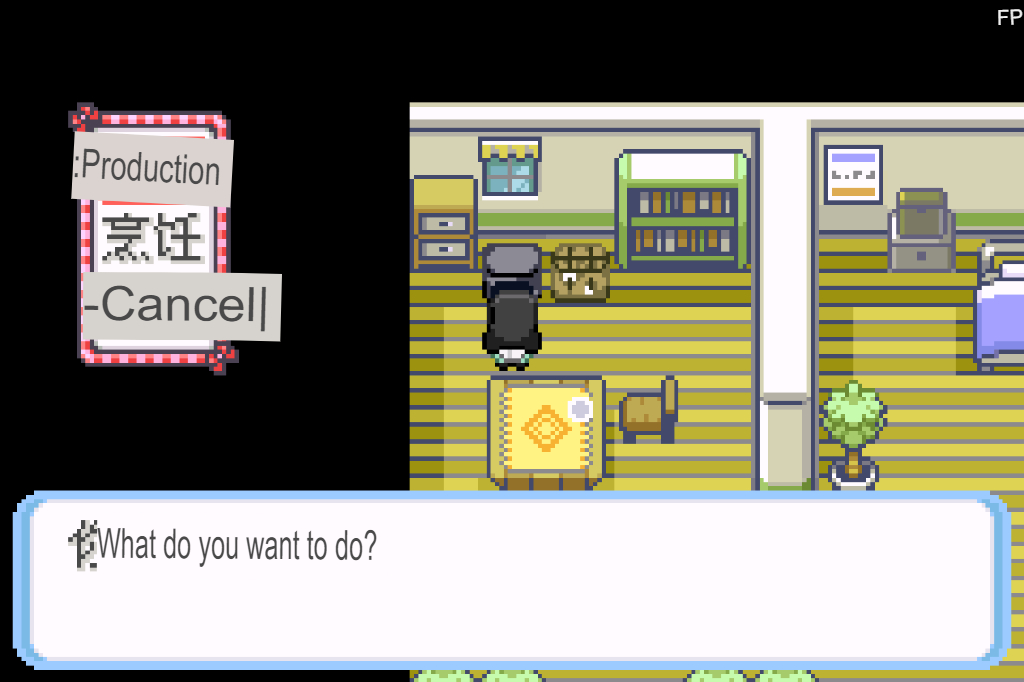 FP
:Production
烹饪
-Cancel|
What do you want to do?